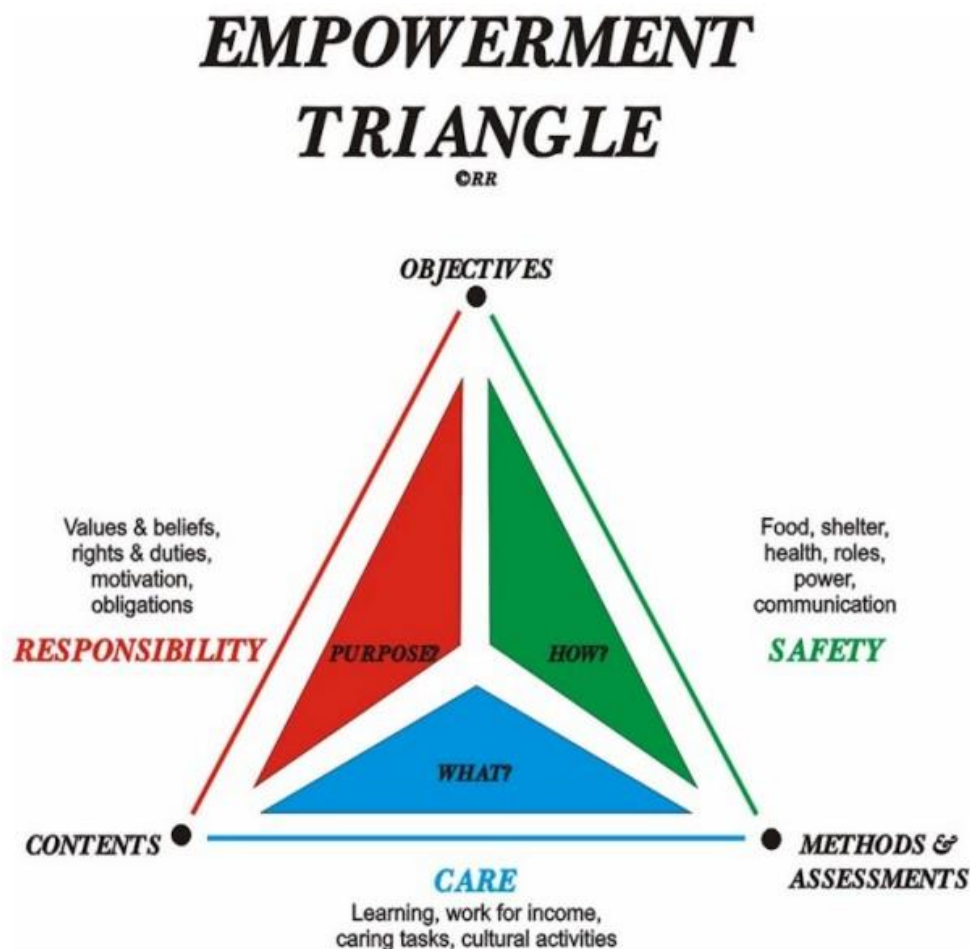 EMPOWERMENT
TRIANGLE
©RR
OBJECTIVES
Values & beliefs,
rights & duties,
motivation,
obligations
RESPONSIBILITY
Food, shelter,
health, roles,
power,
communication
SAFETY
PURPOSE?
HOW?
WHAT?
CONTENTS
METHODS &
ASSESSMENTS
CARE
Learning, work for income,
caring tasks, cultural activities